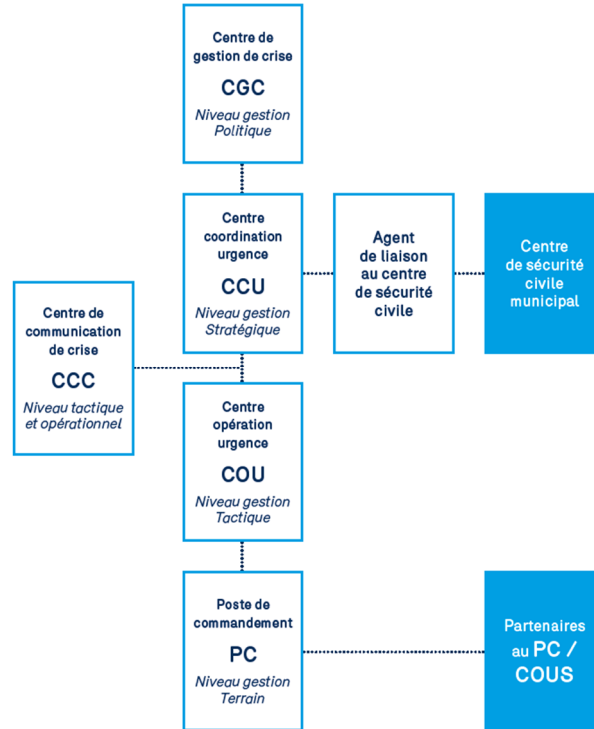 Centre de
gestion de crise
CGC
Niveau gestion
Politique
Centre
coordination
urgence
CCU
Niveau gestion
Stratégique
Agent
de liaison
au centre
de sécurité
civile
Centre
de sécurité
civile
municipal
Centre de
communication
de crise
CCC
Niveau tactique
et opérationnel
Centre
opération
urgence
COU
Niveau gestion
Tactique
Poste de
commandement
PC
Niveau gestion
Terrain
Partenaires
au PC /
COUS